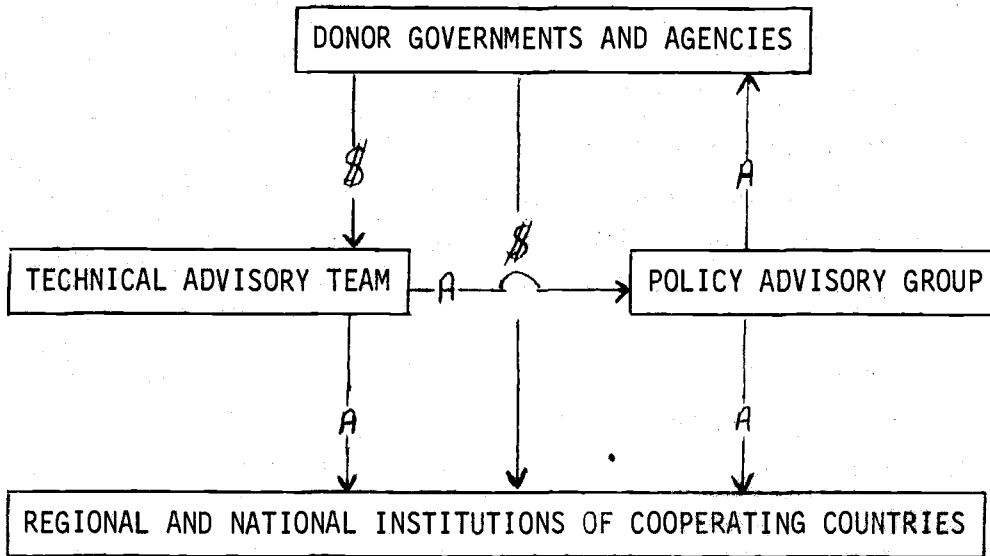 DONOR GOVERNMENTS AND AGENCIES
$
A
$
TECHNICAL ADVISORY TEAM
A
POLICY ADVISORY GROUP
A
A
REGIONAL AND NATIONAL INSTITUTIONS OF COOPERATING COUNTRIES